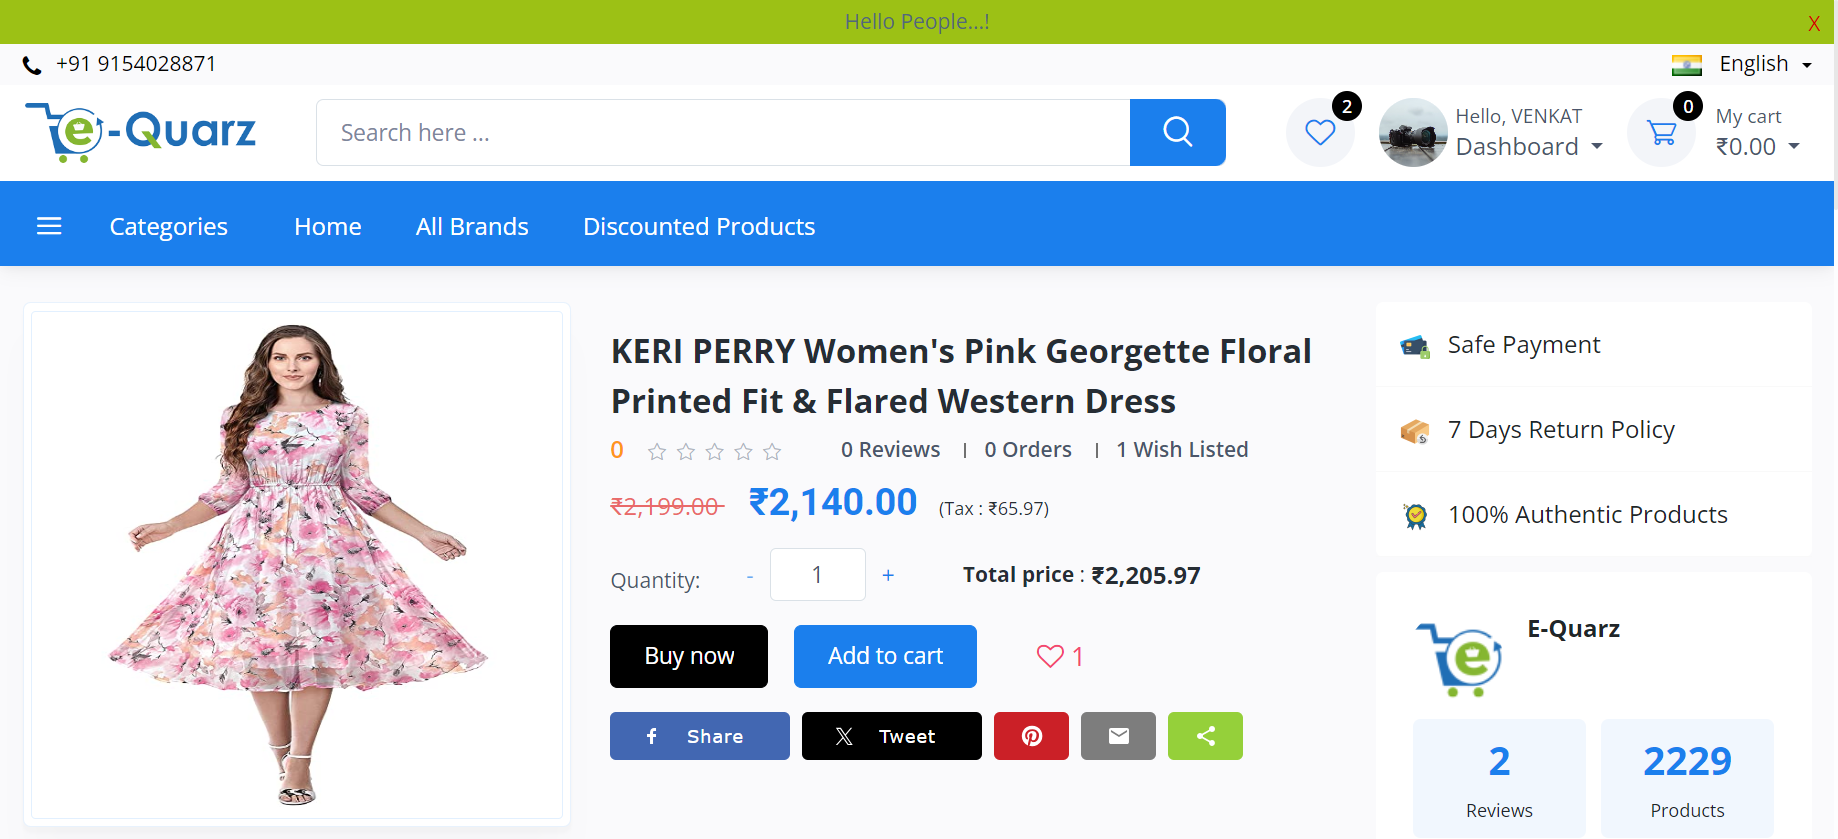 Hello People...!
X
+91 9154028871
English
e-Quarz
Search here ...
2
Hello, VENKAT
Dashboard
0
My cart
₹0.00
Categories
Home
All Brands
Discounted Products
KERI PERRY Women's Pink Georgette Floral
Printed Fit & Flared Western Dress
0
0 Reviews | 0 Orders | 1 Wish Listed
₹2,199.00 ₹2,140.00 (Tax : ₹65.97)
Quantity: - 1 + Total price : ₹2,205.97
Buy now
Add to cart
1
Share
Tweet
Safe Payment
7 Days Return Policy
100% Authentic Products
e
E-Quarz
2
Reviews
2229
Products